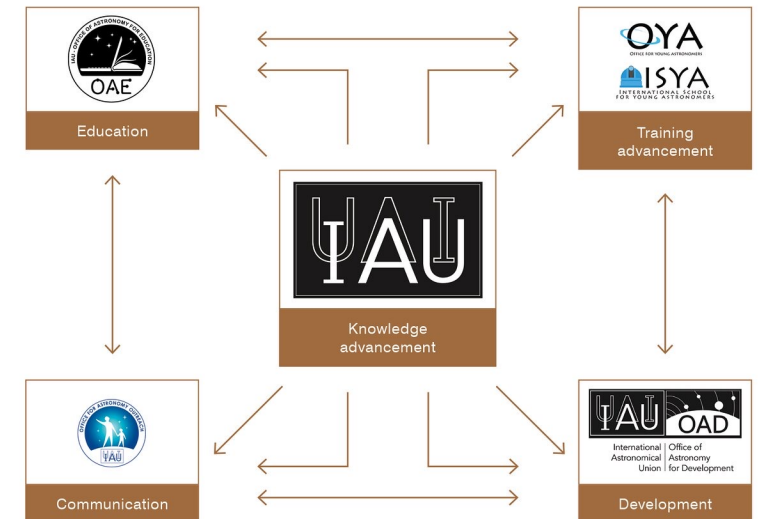 IAU - OFFICE OF ASTRONOMY FOR EDUCATION
OAE
Education
OYA
OFFICE FOR YOUNG ASTRONOMERS
ISYA
INTERNATIONAL SCHOOL
FOR YOUNG ASTRONOMERS
Training
advancement
UAI
IAU
Knowledge
advancement
OFFICE FOR ASTRONOMY OUTREACH
IAU
Communication
UAI
IAU
OAD
International
Astronomical
Union
Office of
Astronomy
for Development
Development